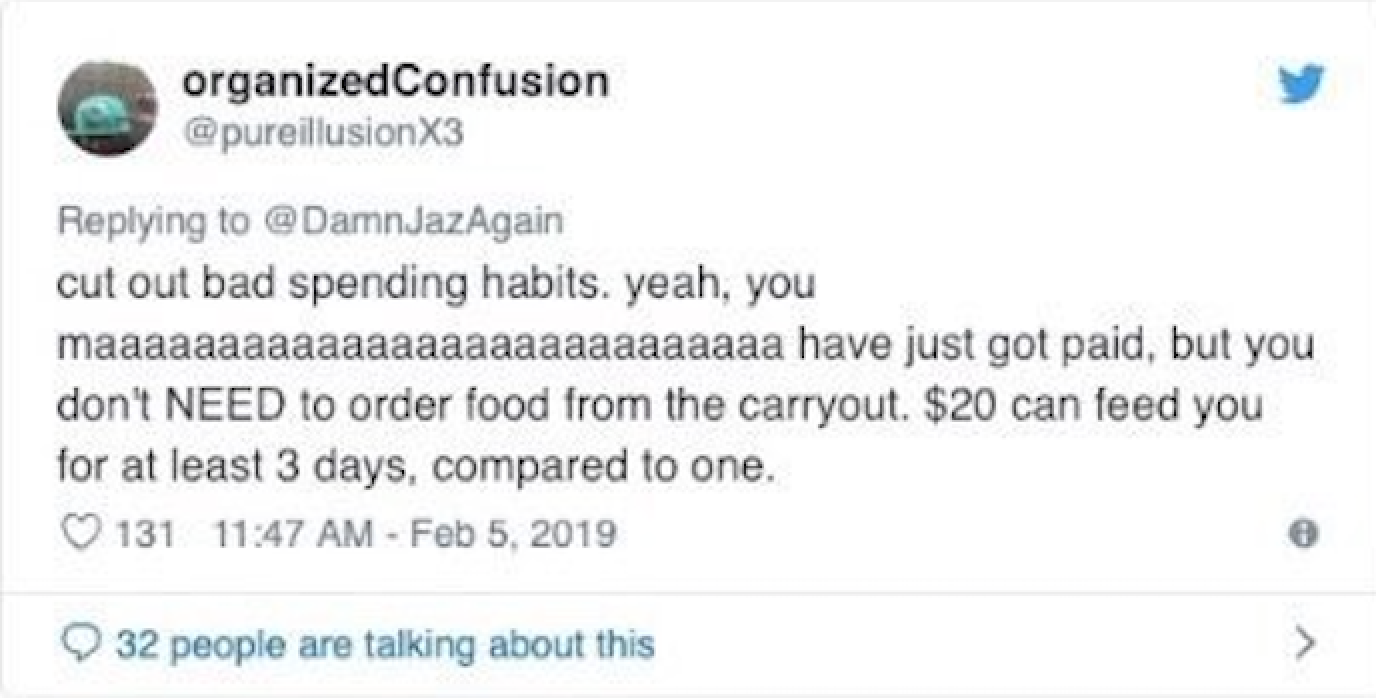 organizedConfusion
@pureillusionX3
Replying to @DamnJazAgain
cut out bad spending habits. yeah, you
maaaaaaaaaaaaaaaaaaaaaaaaaaaaa have just got paid, but you
don't NEED to order food from the carryout. $20 can feed you
for at least 3 days, compared to one.
131 11:47 AM - Feb 5, 2019
32 people are talking about this